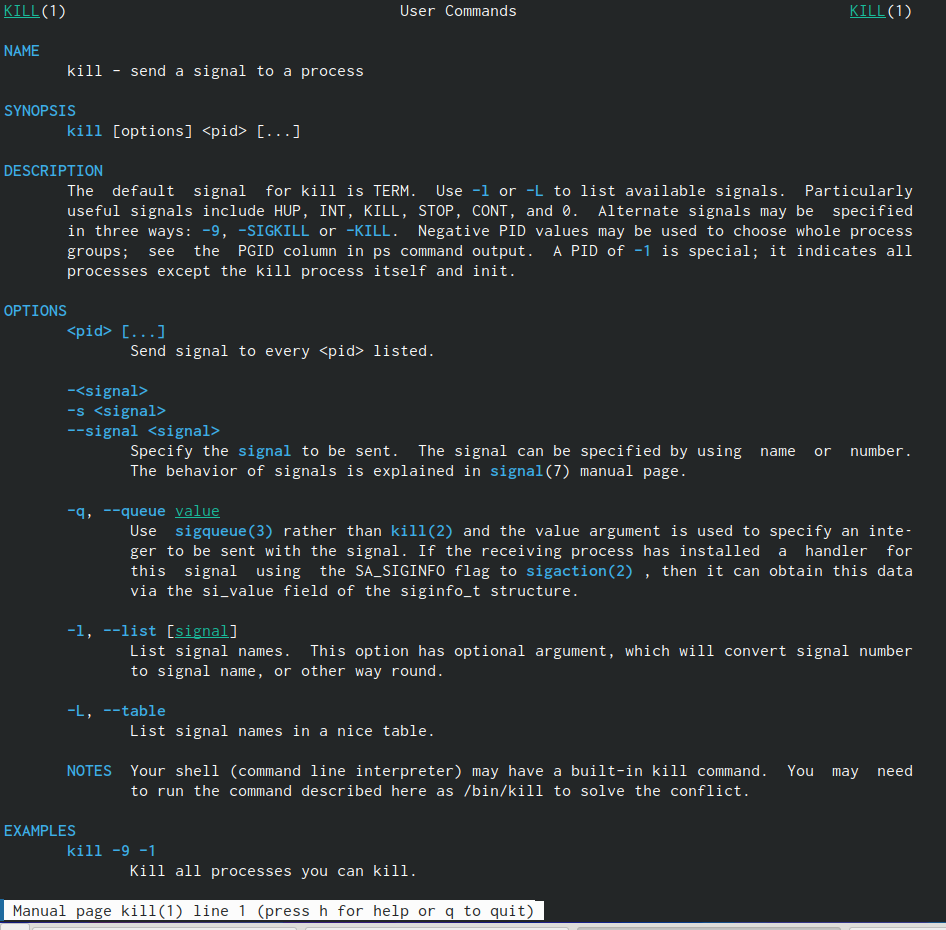 KILL(1) User Commands KILL(1)
NAME
kill - send a signal to a process
SYNOPSIS
kill [options] <pid> [...]
DESCRIPTION
The default signal for kill is TERM. Use -l or -L to list available signals. Particularly
useful signals include HUP, INT, KILL, STOP, CONT, and 0. Alternate signals may be specified
in three ways: -9, -SIGKILL or -KILL. Negative PID values may be used to choose whole process
groups; see the PGID column in ps command output. A PID of -1 is special; it indicates all
processes except the kill process itself and init.
OPTIONS
<pid> [...]
Send signal to every <pid> listed.
-<signal>
-s <signal>
--signal <signal>
Specify the signal to be sent. The signal can be specified by using name or number.
The behavior of signals is explained in signal(7) manual page.
-q, --queue value
Use sigqueue(3) rather than kill(2) and the value argument is used to specify an inte-
ger to be sent with the signal. If the receiving process has installed a handler for
this signal using the SA_SIGINFO flag to sigaction(2) , then it can obtain this data
via the si_value field of the siginfo_t structure.
-l, --list [signal]
List signal names. This option has optional argument, which will convert signal number
to signal name, or other way round.
-L, --table
List signal names in a nice table.
NOTES Your shell (command line interpreter) may have a built-in kill command. You may need
to run the command described here as /bin/kill to solve the conflict.
EXAMPLES
kill -9 -1
Kill all processes you can kill.
Manual page kill(1) line 1 (press h for help or q to quit)